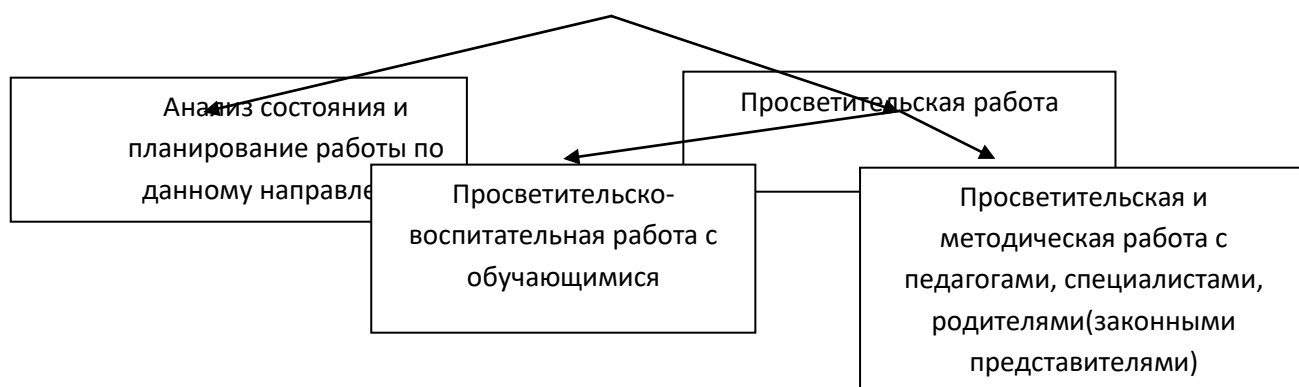 Анализ состояния и
планирование работы по
данному направле
Просветительская работа
Просветительско-
воспитательная работа с
обучающимися
Просветительская и
методическая работа с
педагогами, специалистами,
родителями(законными
представителями)